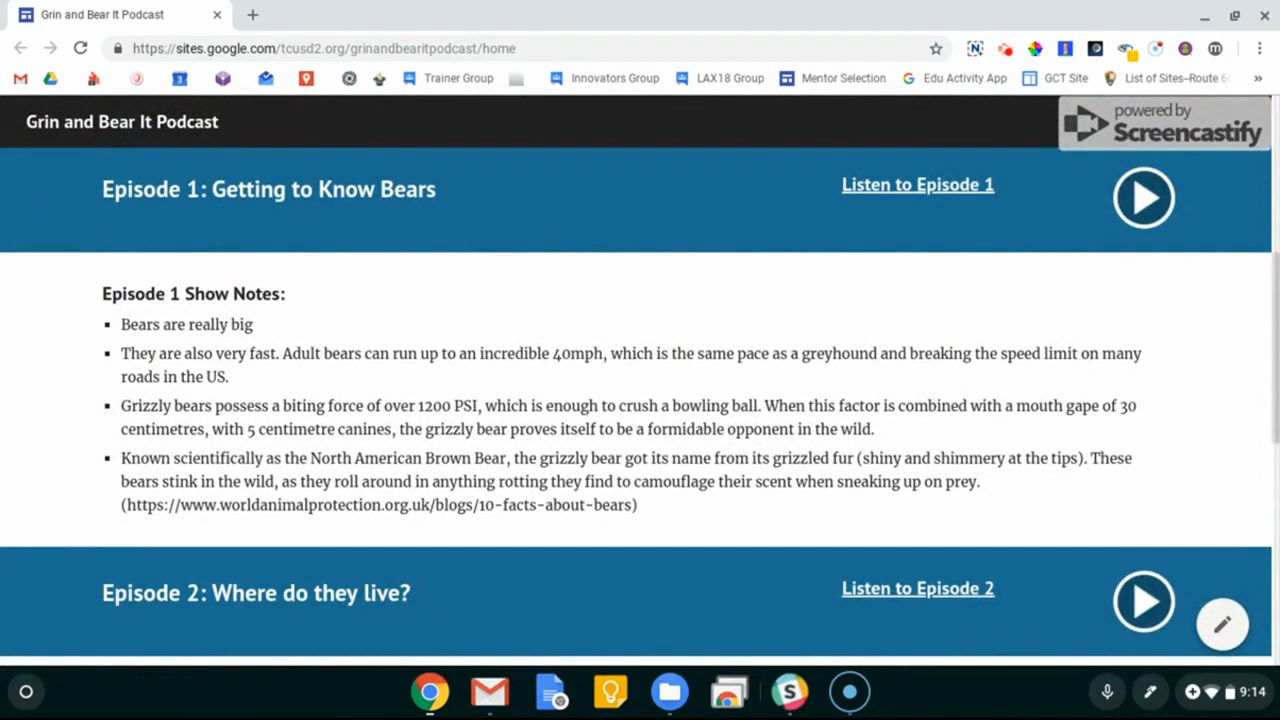 Grin and Bear It Podcast
https://sites.google.com/tcusd2.org/grinandbearitpodcast/home
Trainer Group
Innovators Group
LAX18 Group
Mentor Selection
Edu Activity App
GCT Site
List of Sites–Route 6
Grin and Bear It Podcast
powered by
Screencastify
Episode 1: Getting to Know Bears
Listen to Episode 1
Episode 1 Show Notes:
▪ Bears are really big
▪ They are also very fast. Adult bears can run up to an incredible 40mph, which is the same pace as a greyhound and breaking the speed limit on many
roads in the US.
▪ Grizzly bears possess a biting force of over 1200 PSI, which is enough to crush a bowling ball. When this factor is combined with a mouth gape of 30
centimetres, with 5 centimetre canines, the grizzly bear proves itself to be a formidable opponent in the wild.
▪ Known scientifically as the North American Brown Bear, the grizzly bear got its name from its grizzled fur (shiny and shimmery at the tips). These
bears stink in the wild, as they roll around in anything rotting they find to camouflage their scent when sneaking up on prey.
(https://www.worldanimalprotection.org.uk/blogs/10-facts-about-bears)
Episode 2: Where do they live?
Listen to Episode 2
9:14